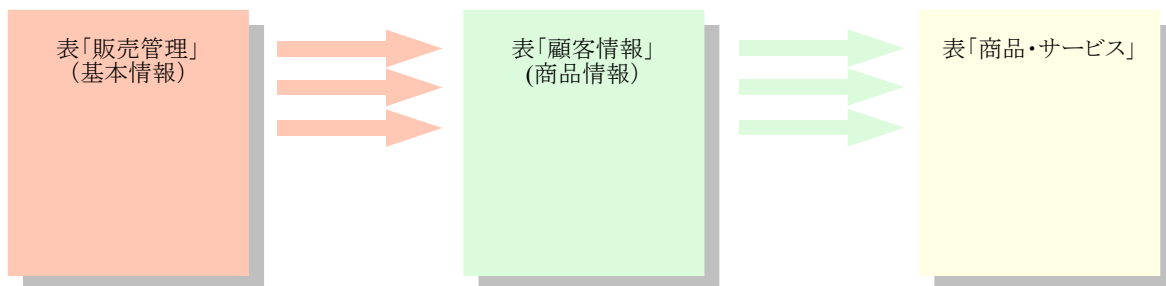 表「販売管理」
（基本情報）
表「顧客情報」
(商品情報）
表「商品・サービス」